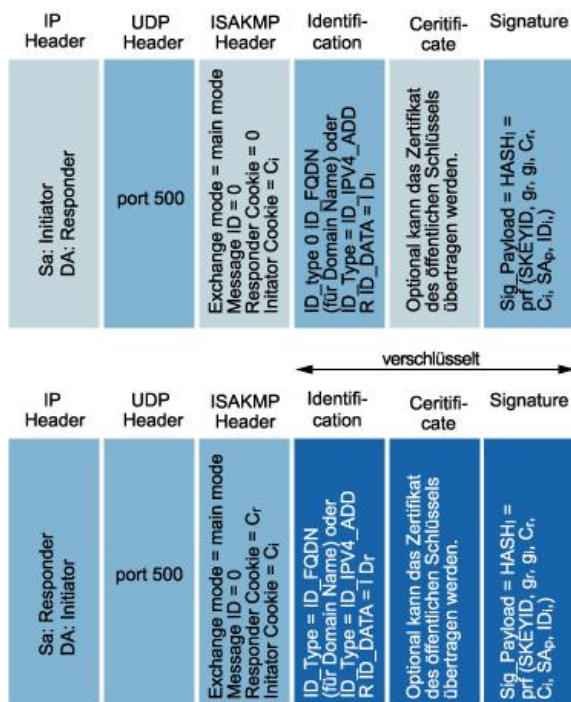 IP
Header
UDP
Header
ISAKMP
Header
Identifi-
cation
Ceritifi-
cate
Signature
Sa: Initiator
DA: Responder
port 500
Exchange mode = main mode
Message ID = 0
Responder Cookie = 0
Initator Cookie = Ci
ID_type 0 ID_FQDN
(für Domain Name) oder
ID_Type = ID_IPV4_ADD
R ID_DATA = I DI
Optional kann das Zertifikat
des öffentlichen Schlüssels
übertragen werden.
Sig_Payload = HASHI =
prf (SKEYID, gr, gi, Cr,
Ci, SAp, IDi,)
verschlüsselt
IP
Header
UDP
Header
ISAKMP
Header
Identifi-
cation
Ceritifi-
cate
Signature
Sa: Responder
DA: Initiator
port 500
Exchange mode = main mode
Message ID = 0
Responder Cookie = Cr
Initator Cookie = Ci
ID_Type = ID_FQDN
(für Domain Name) oder
ID_Type = ID_IPV4_ADD
R ID_DATA = I Dr
Optional kann das Zertifikat
des öffentlichen Schlüssels
übertragen werden.
Sig_Payload = HASHI =
prf (SKEYID, gr, gi, Cr,
Ci, SAp, IDi,)